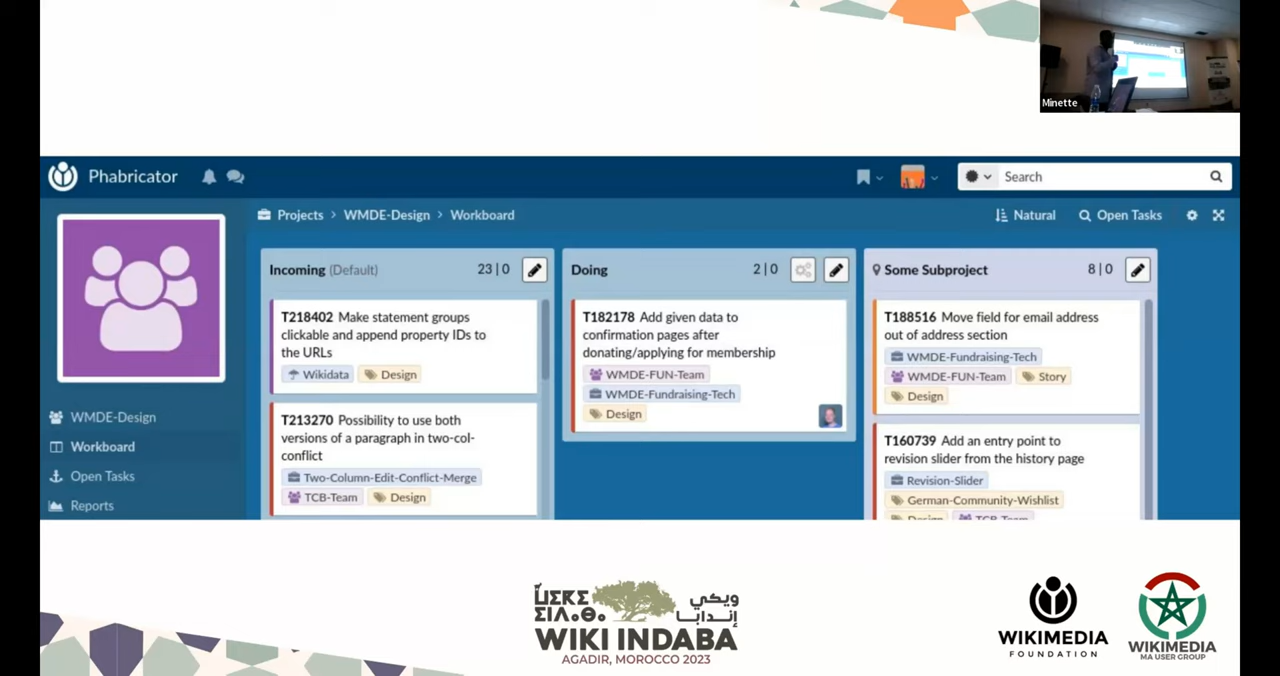 Minette
Phabricator
Search
Projects > WMDE-Design > Workboard
Natural
Open Tasks
WMDE-Design
Workboard
Open Tasks
Reports
Incoming (Default) 23 | 0
T218402 Make statement groups
clickable and append property IDs to
the URLs
Wikidata Design
T213270 Possibility to use both
versions of a paragraph in two-col-
conflict
Two-Column-Edit-Conflict-Merge
TCB-Team Design
Doing 2 | 0
T182178 Add given data to
confirmation pages after
donating/applying for membership
WMDE-FUN-Team
WMDE-Fundraising-Tech
Design
Some Subproject 8 | 0
T188516 Move field for email address
out of address section
WMDE-Fundraising-Tech
WMDE-FUN-Team Story
Design
T160739 Add an entry point to
revision slider from the history page
Revision-Slider
German-Community-Wishlist
Design TCB-Team
ويكي
إندابا
WIKI INDABA
AGADIR, MOROCCO 2023
WIKIMEDIA
FOUNDATION
WIKIMEDIA
MA USER GROUP